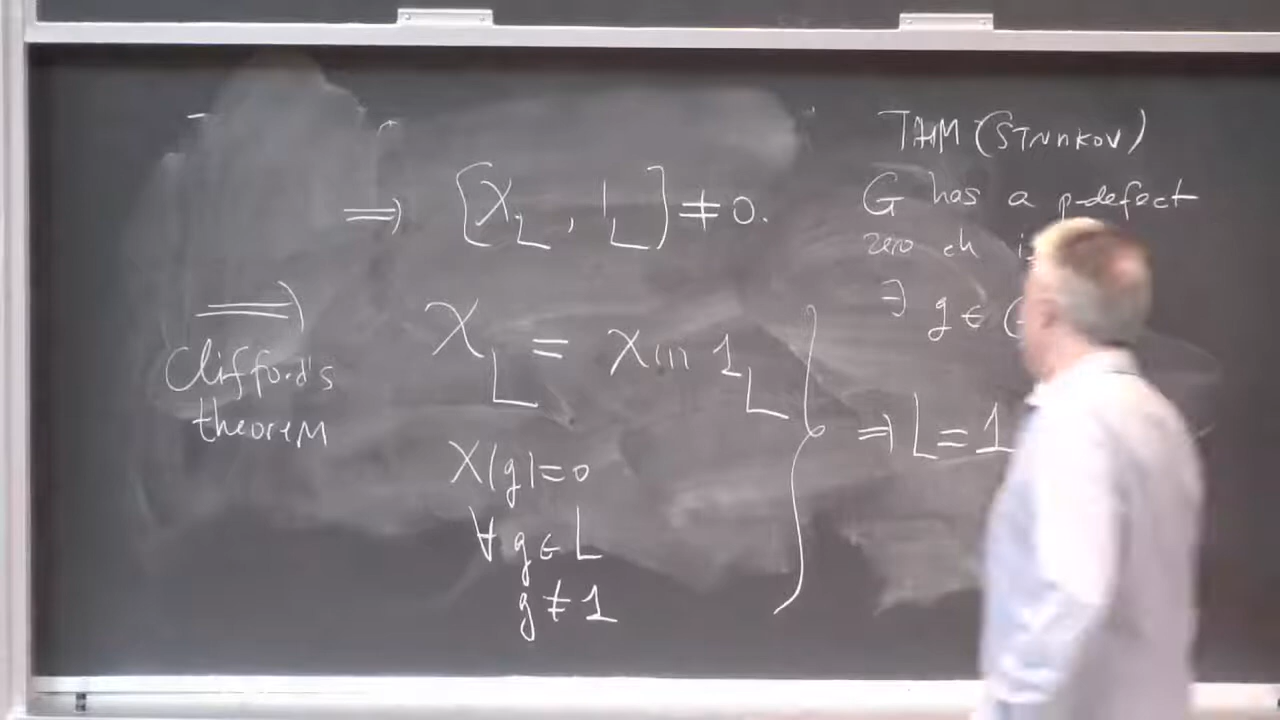 ⇒ [χ_L, 1_L] ≠ 0.
⇒
Clifford's
theorem
χ_L = χ(1) 1_L
χ(g)=0
∀ g ∈ L
g ≠ 1
⇒ L = 1
THM (STRUNKOV)
G has a p-defect
zero ch
∃ g ∈ G